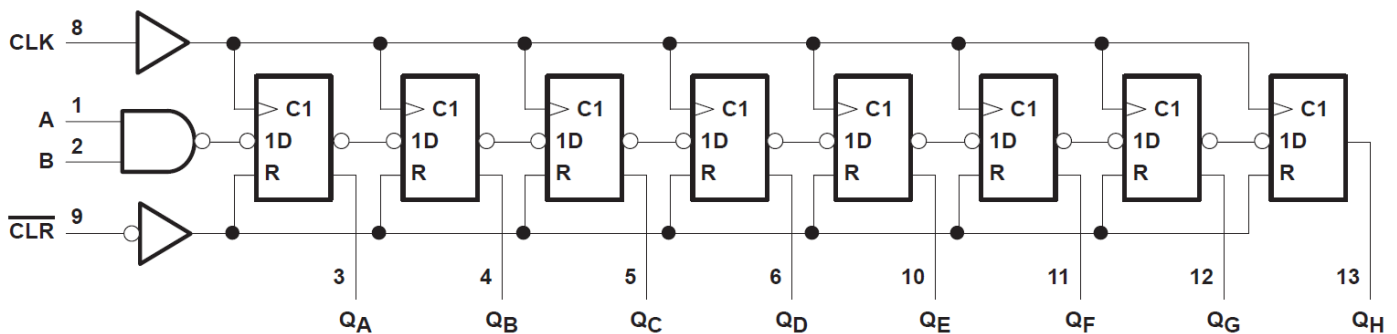 CLK 8
C1 C1 C1 C1 C1 C1 C1 C1
A 1
1D 1D 1D 1D 1D 1D 1D 1D
B 2
R R R R R R R R
CLR 9
3 4 5 6 10 11 12 13
QA QB QC QD QE QF QG QH